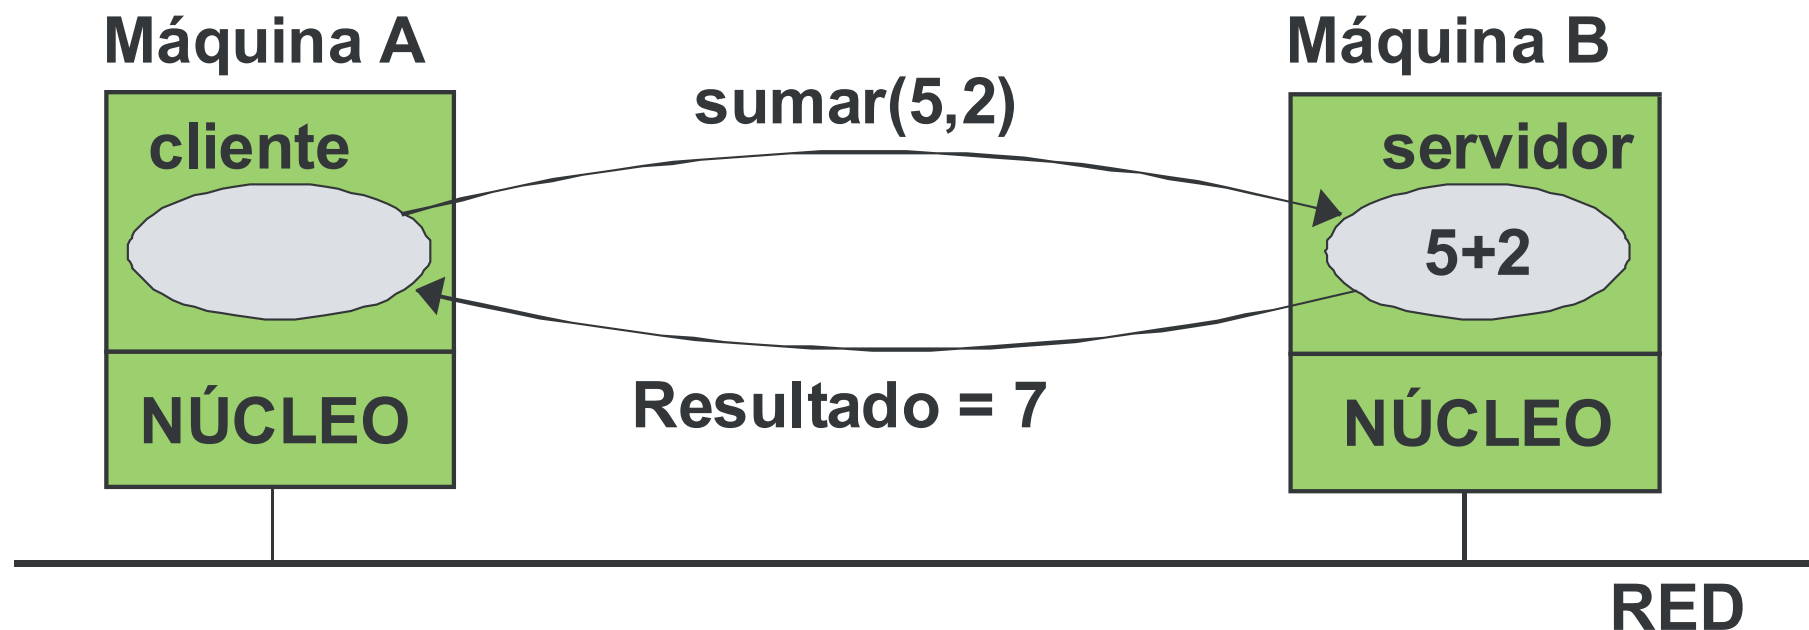 Máquina A
Máquina B
sumar(5,2)
cliente
servidor
5+2
Resultado = 7
NÚCLEO
NÚCLEO
RED